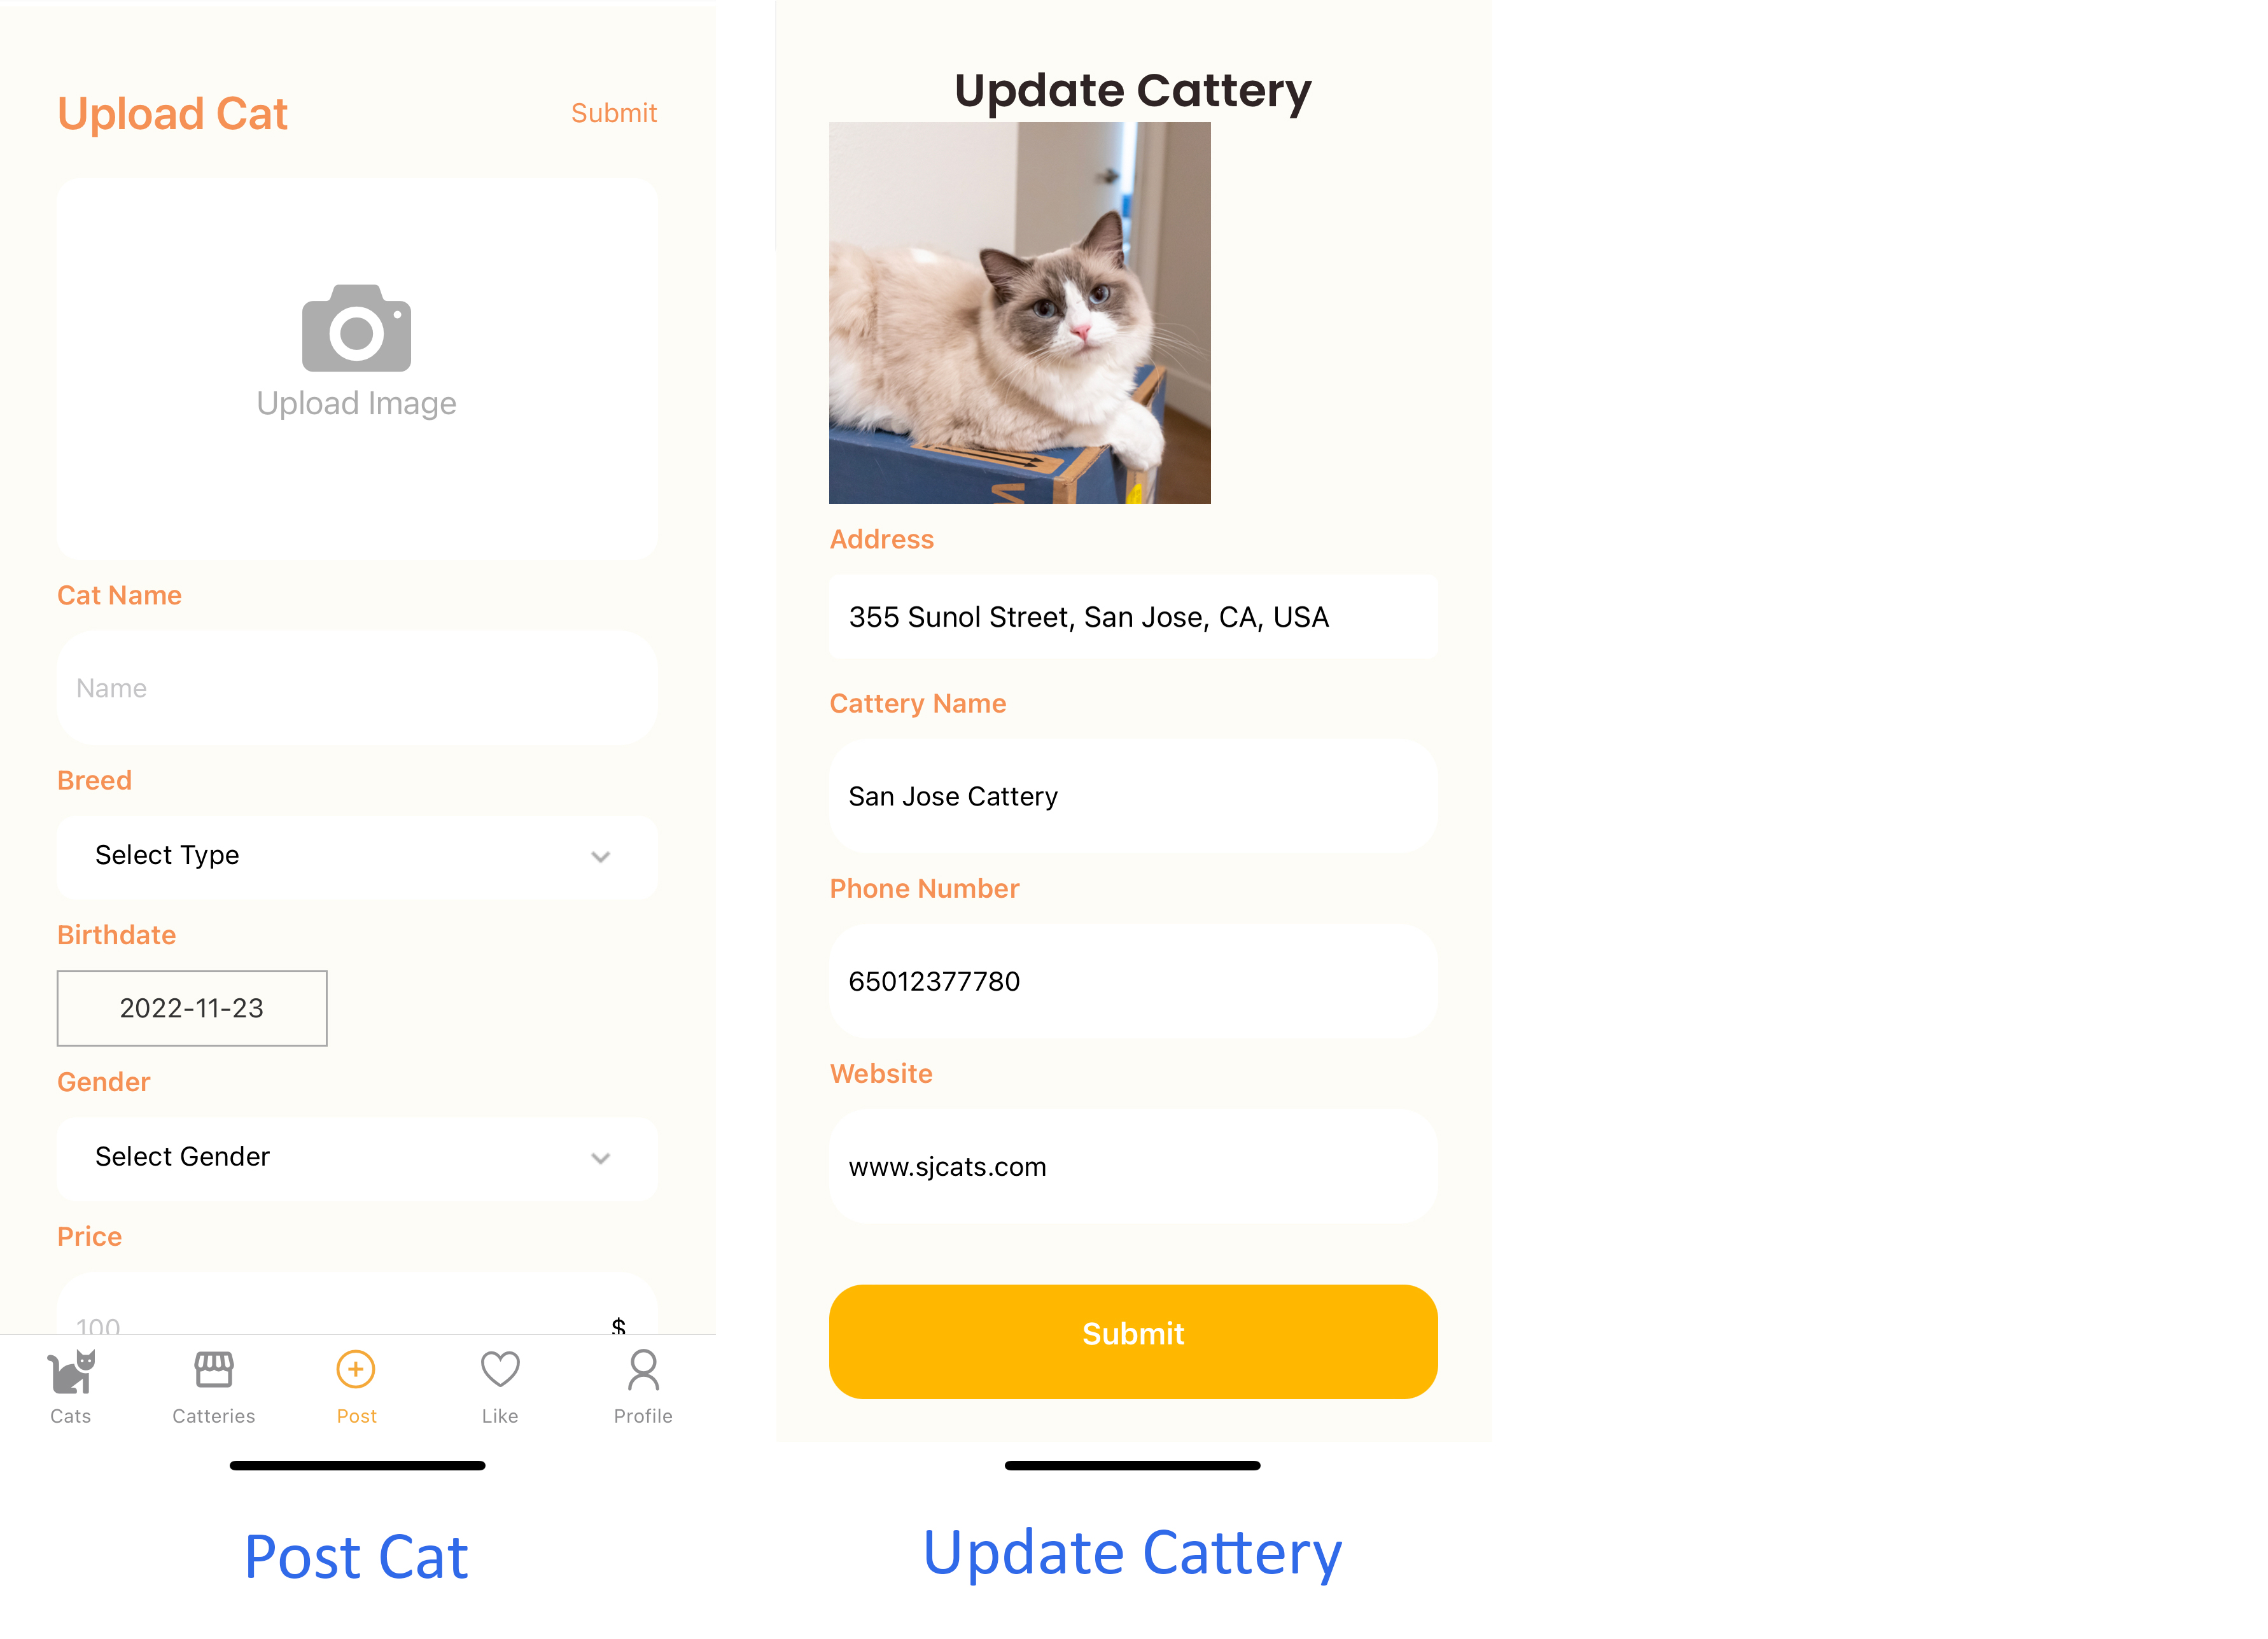 Upload Cat
Submit
Upload Image
Cat Name
Name
Breed
Select Type
Birthdate
2022-11-23
Gender
Select Gender
Price
100 $
Cats
Catteries
Post
Like
Profile
Post Cat
Update Cattery
Address
355 Sunol Street, San Jose, CA, USA
Cattery Name
San Jose Cattery
Phone Number
65012377780
Website
www.sjcats.com
Submit
Update Cattery